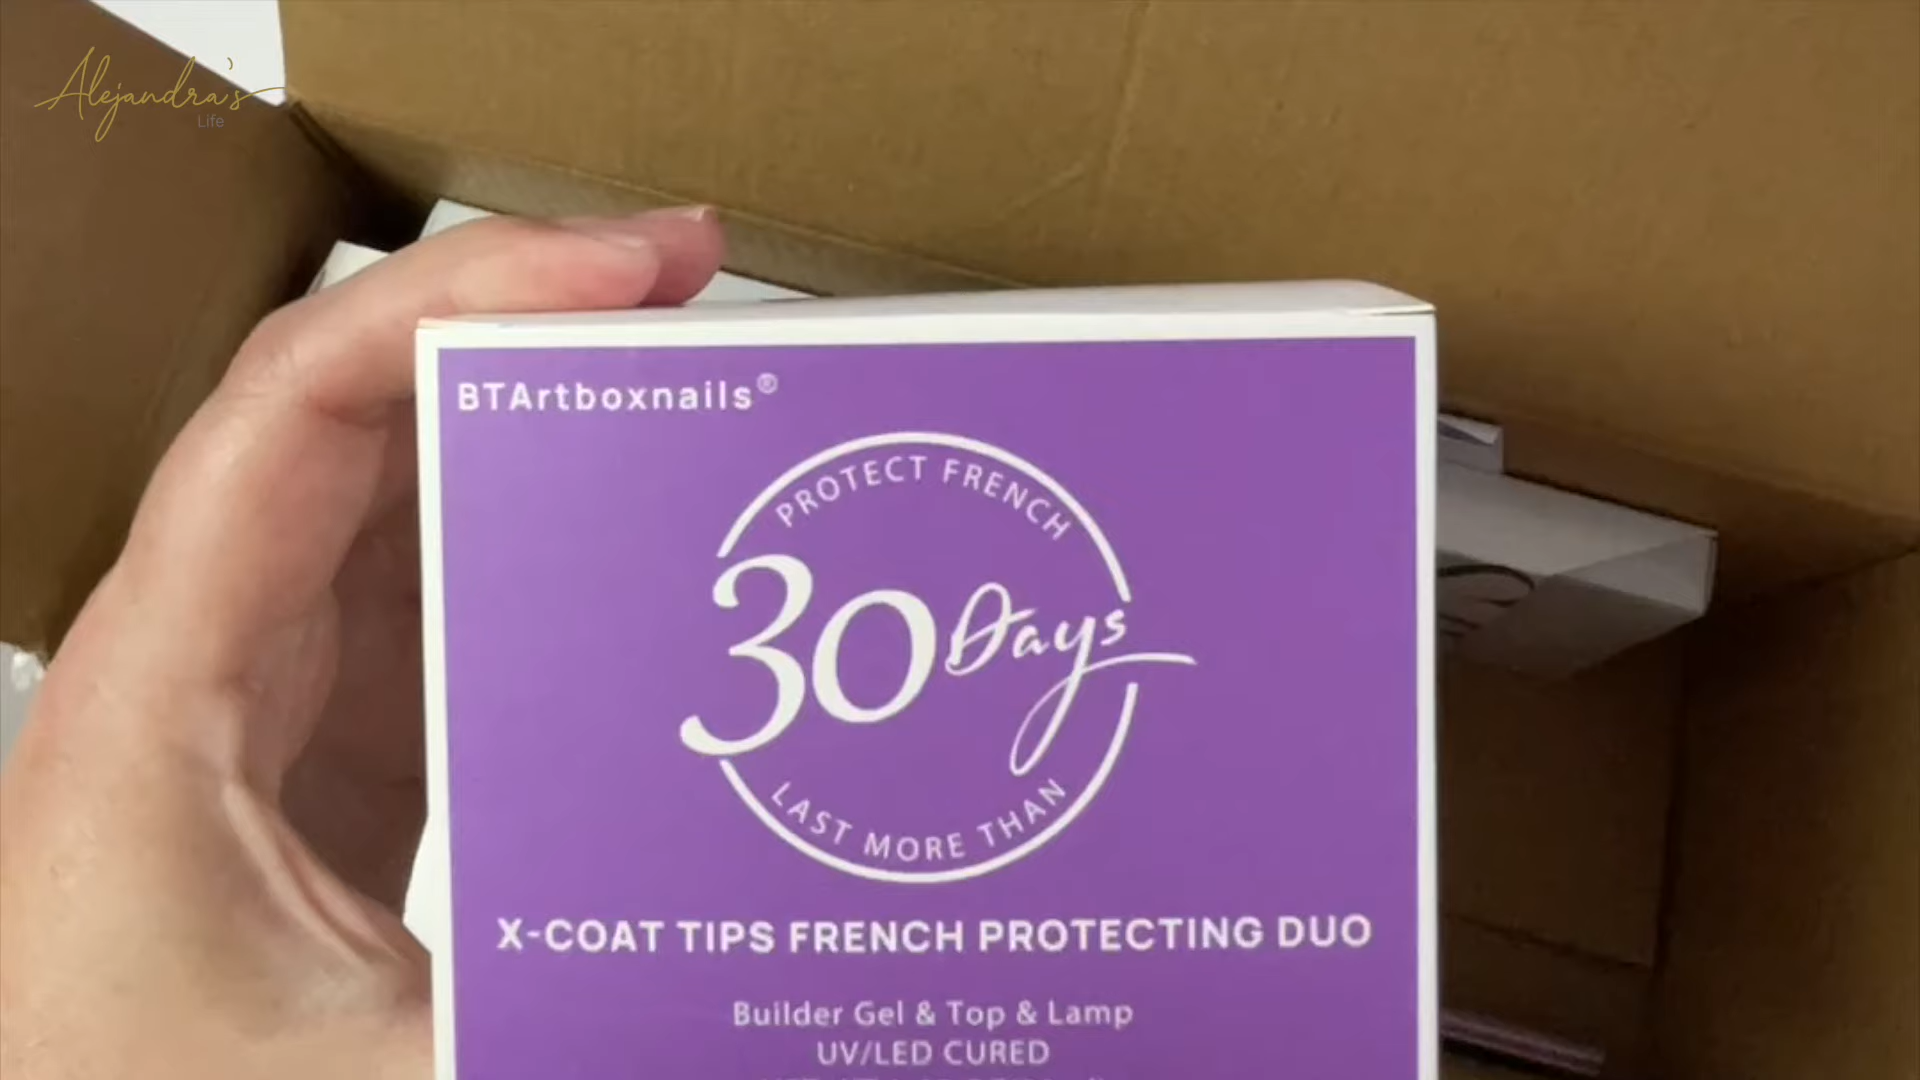 Alejandra's
Life
BTArtboxnails®
PROTECT FRENCH
30 Days
LAST MORE THAN
X-COAT TIPS FRENCH PROTECTING DUO
Builder Gel & Top & Lamp
UV/LED CURED